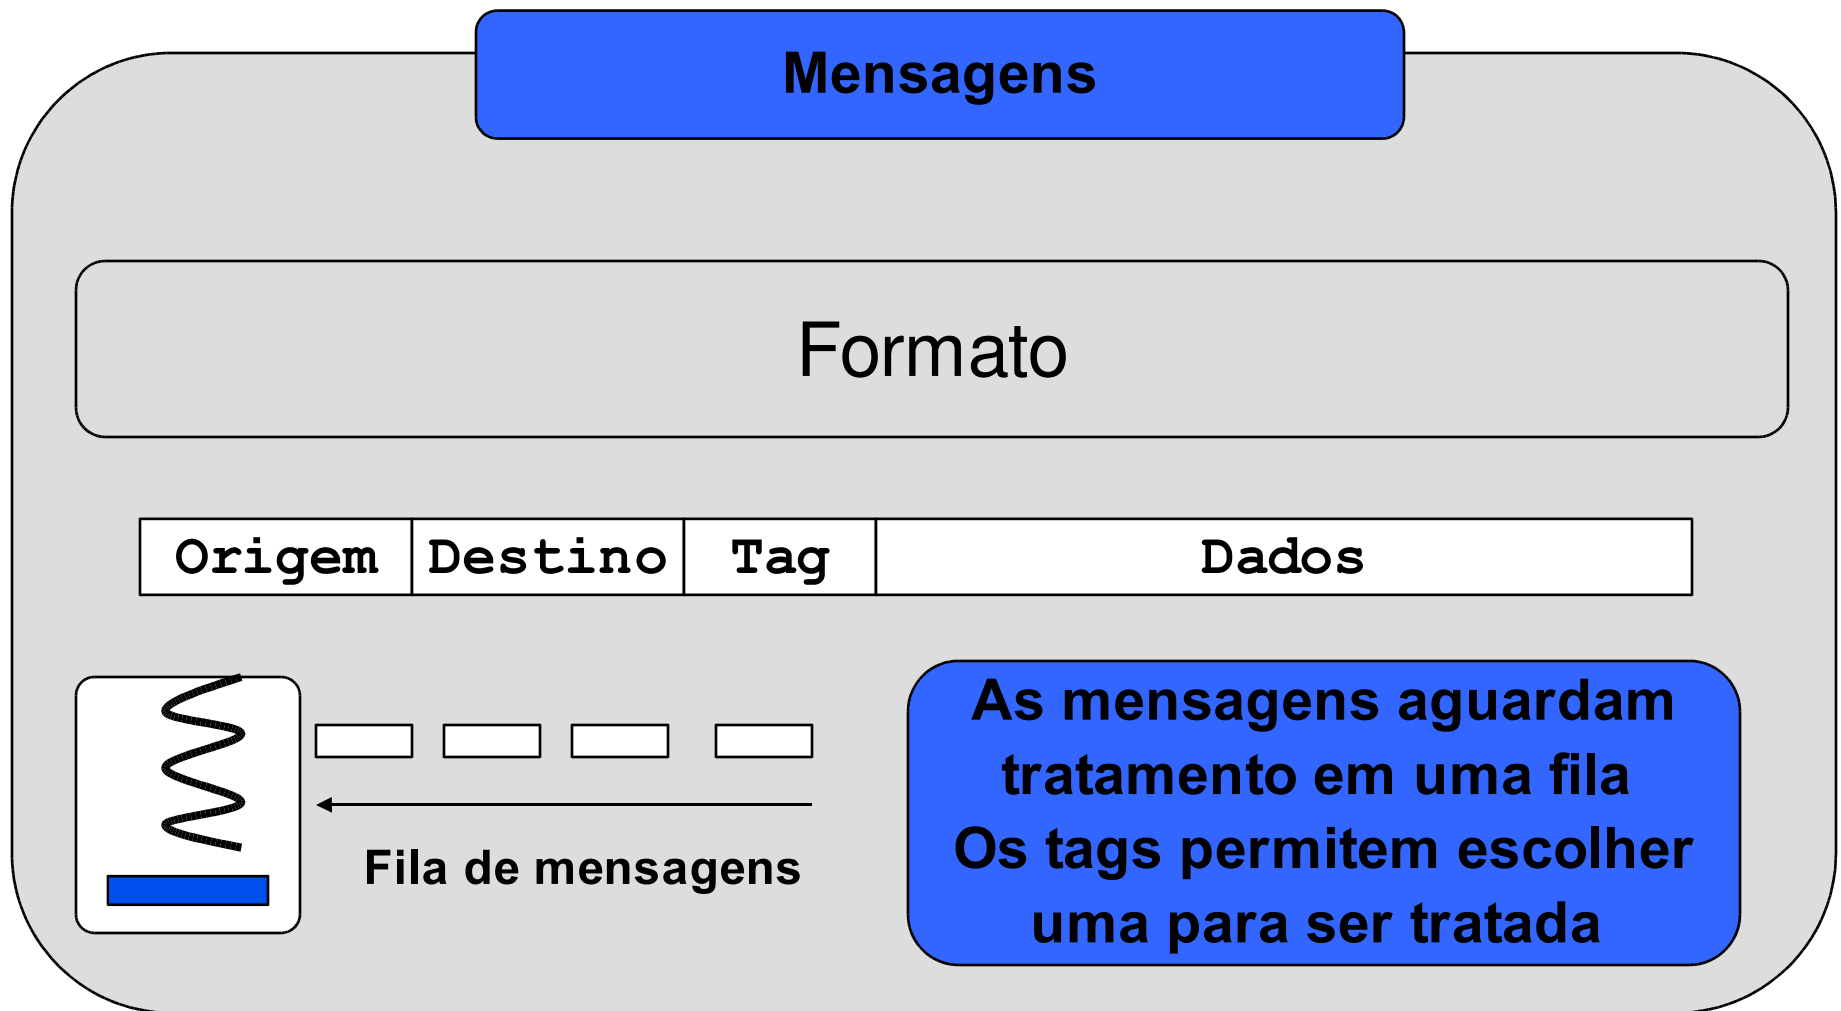 Mensagens
Formato
Origem Destino Tag Dados
Fila de mensagens
As mensagens aguardam
tratamento em uma fila
Os tags permitem escolher
uma para ser tratada